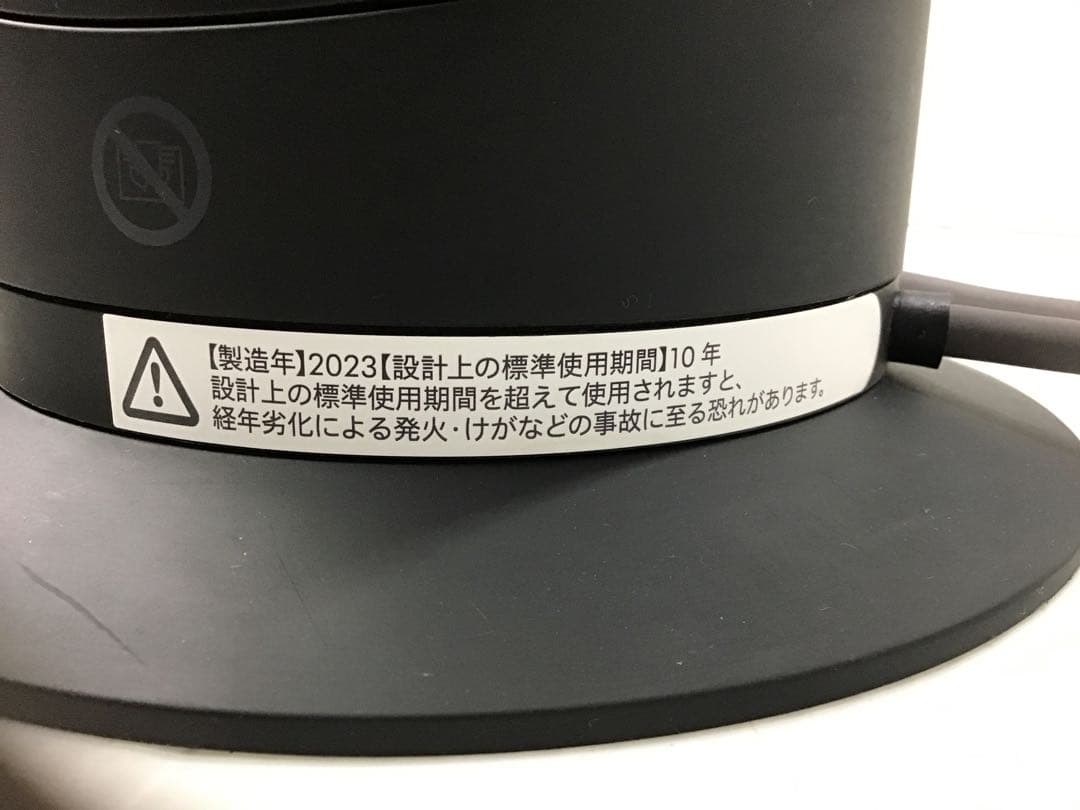 【製造年】2023【設計上の標準使用期間】10年
設計上の標準使用期間を超えて使用されますと、
経年劣化による発火・けがなどの事故に至る恐れがあります。